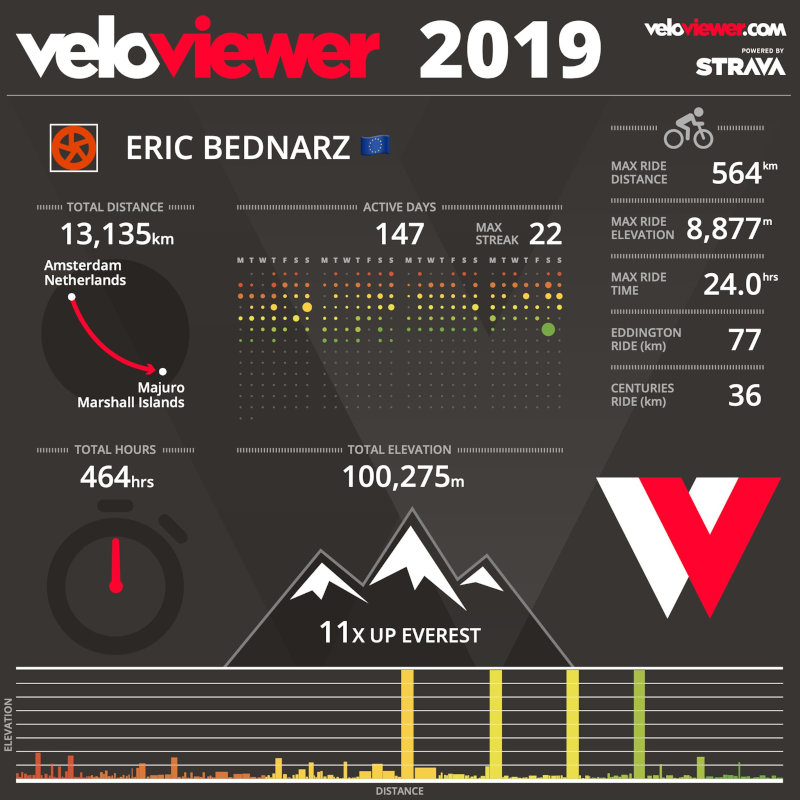 veloviewer 2019
veloviewer.com
POWERED BY
STRAVA
ERIC BEDNARZ
TOTAL DISTANCE
13,135km
Amsterdam
Netherlands
Majuro
Marshall Islands
ACTIVE DAYS
147
MAX
STREAK 22
M T W T F S S M T W T F S S M T W T F S S M T W T F S S
MAX RIDE
DISTANCE 564km
MAX RIDE
ELEVATION 8,877m
MAX RIDE
TIME 24.0hrs
EDDINGTON
RIDE (km) 77
CENTURIES
RIDE (km) 36
TOTAL HOURS
464hrs
TOTAL ELEVATION
100,275m
11X UP EVEREST
ELEVATION
DISTANCE